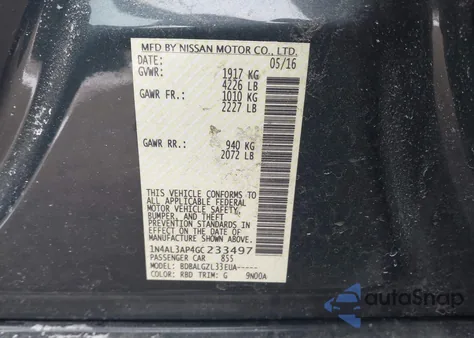 MFD BY NISSAN MOTOR CO., LTD.
DATE: 05/16
GVWR: 1917 KG
4226 LB
GAWR FR.: 1010 KG
2227 LB
GAWR RR.: 940 KG
2072 LB
THIS VEHICLE CONFORMS TO
ALL APPLICABLE FEDERAL
MOTOR VEHICLE SAFETY,
BUMPER, AND THEFT
PREVENTION STANDARDS
IN EFFECT ON THE DATE OF
MANUFACTURE SHOWN ABOVE.
1N4AL3AP4GC233497
PASSENGER CAR 855
MODEL: BDBALGZL33EUA-----
COLOR: RBD TRIM: G 9N00A
autoSnap